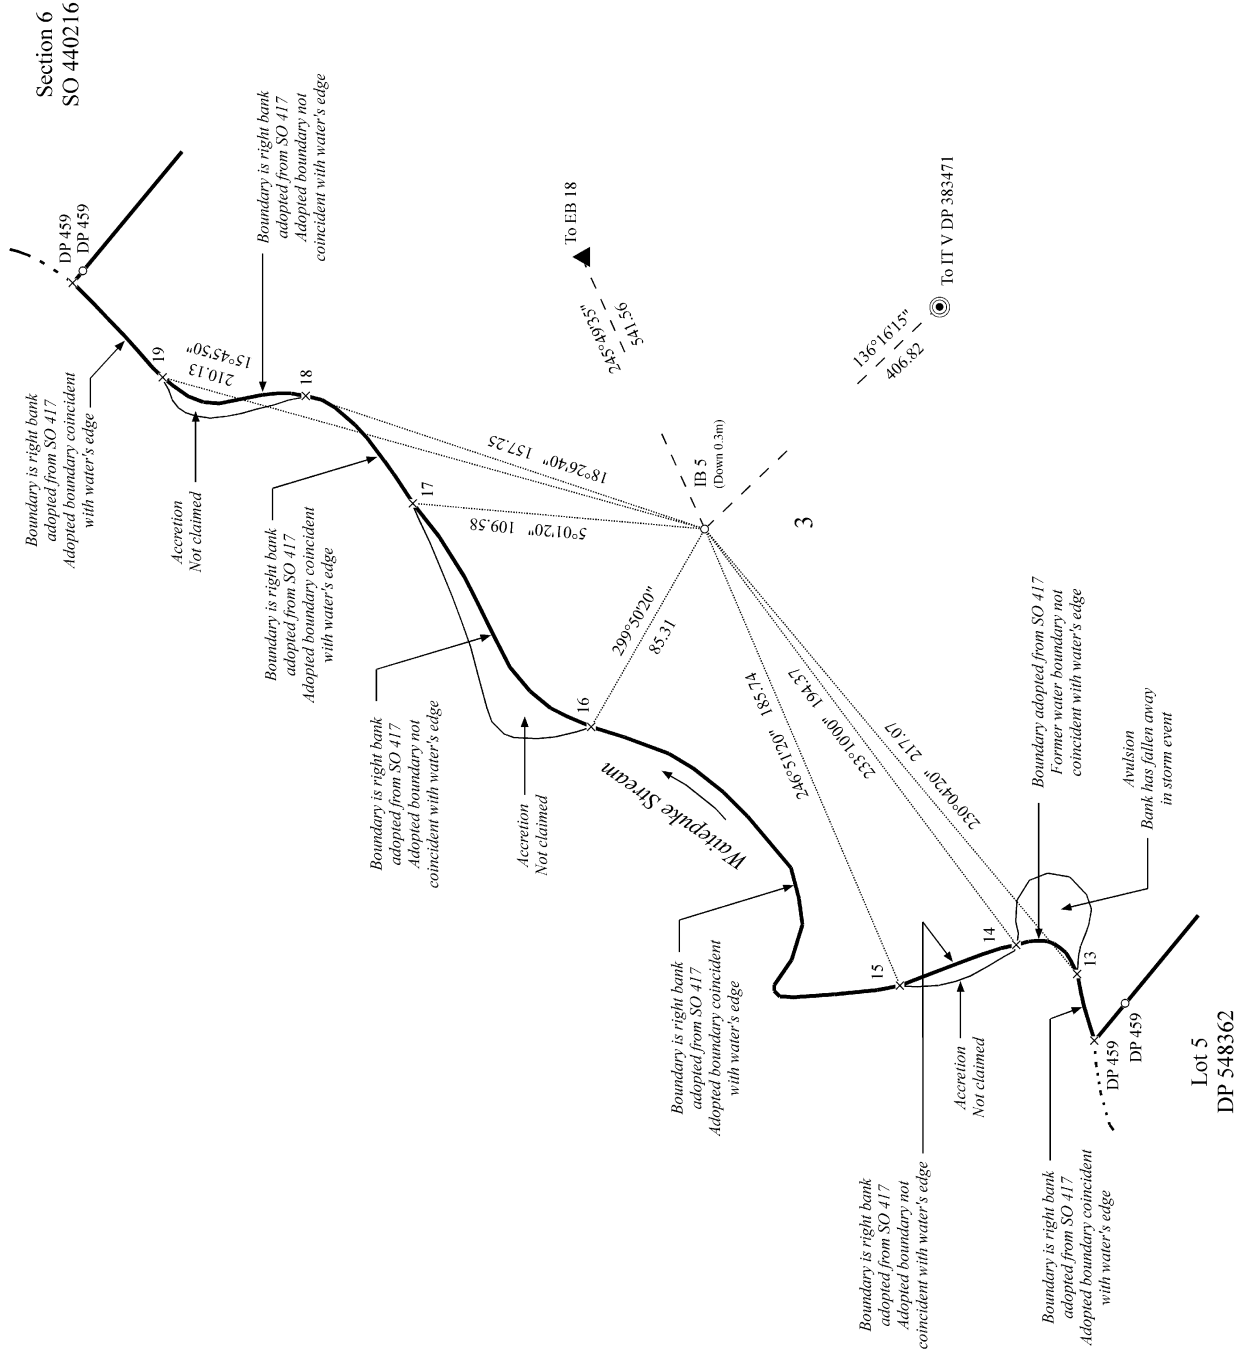 Section 6
SO 440216
DP 459
DP 459
Boundary is right bank
adopted from SO 417
Adopted boundary not
coincident with water's edge
Boundary is right bank
adopted from SO 417
Adopted boundary coincident
with water's edge
19
15°45'50"
210.13
18
Accretion
Not claimed
To EB 18
245°49'35"
541.56
To IT V DP 383471
136°16'15"
406.82
18°26'40" 157.25
17
5°01'20" 109.58
IB 5
(Down 0.3m)
3
Boundary is right bank
adopted from SO 417
Adopted boundary coincident
with water's edge
299°50'20"
85.31
16
Boundary is right bank
adopted from SO 417
Adopted boundary not
coincident with water's edge
Accretion
Not claimed
Waitepuke Stream
246°51'20" 185.74
233°10'00" 194.37
230°04'20" 217.07
Boundary adopted from SO 417
Former water boundary not
coincident with water's edge
Avulsion
Bank has fallen away
in storm event
Boundary is right bank
adopted from SO 417
Adopted boundary coincident
with water's edge
15
14
13
Accretion
Not claimed
DP 459
DP 459
Lot 5
DP 548362
Boundary is right bank
adopted from SO 417
Adopted boundary not
coincident with water's edge
Boundary is right bank
adopted from SO 417
Adopted boundary coincident
with water's edge